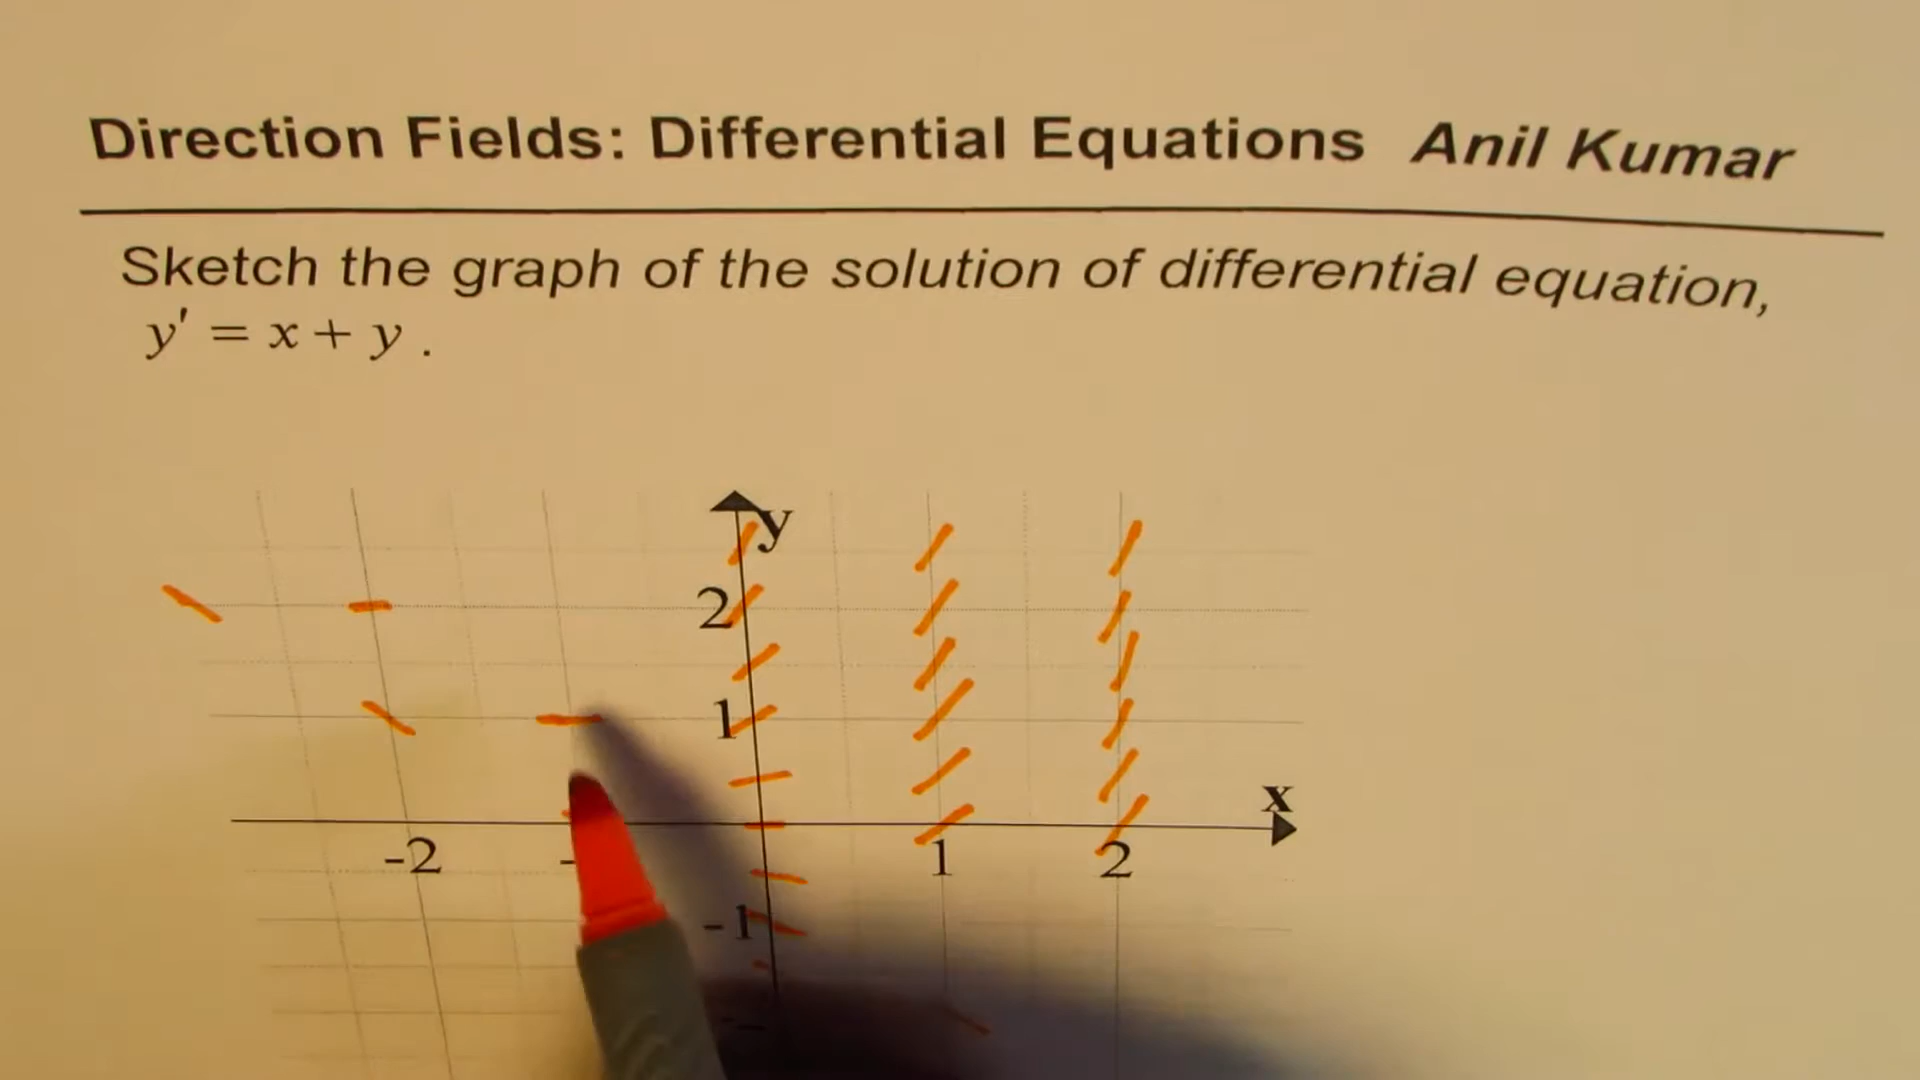 Direction Fields: Differential Equations Anil Kumar
Sketch the graph of the solution of differential equation,
y' = x + y .
y
2
1
x
-2
1
2
-1